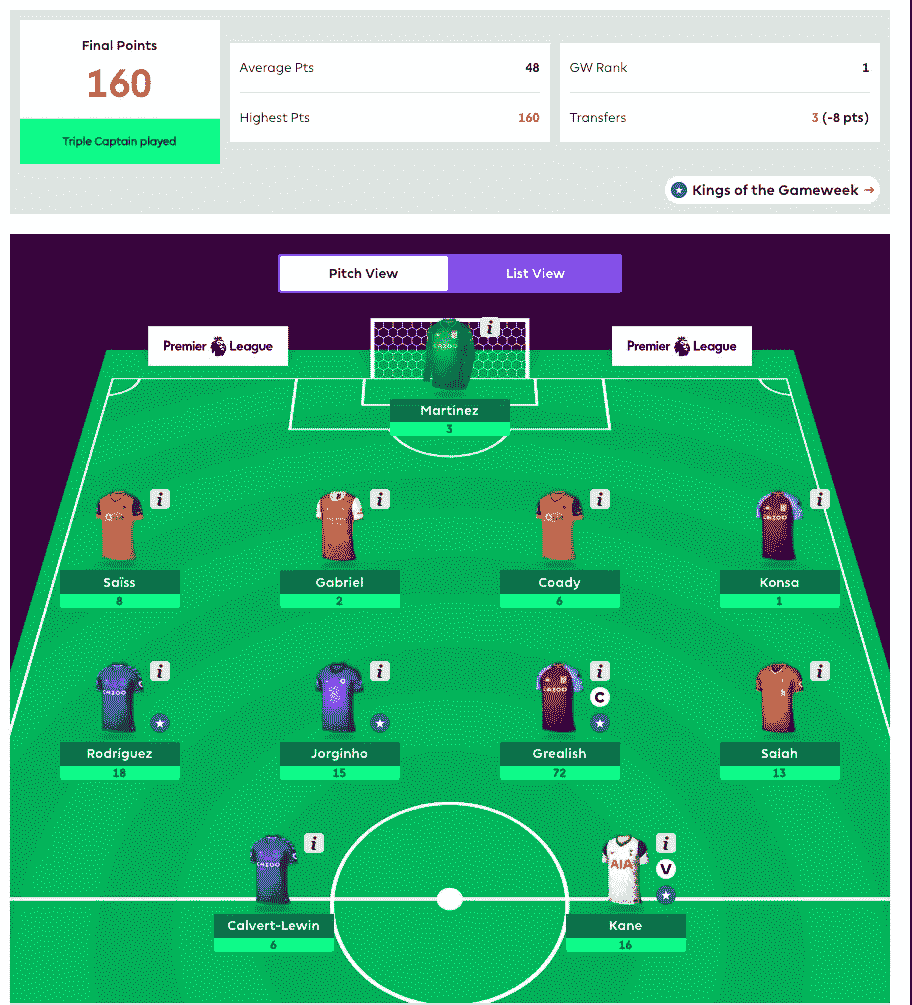 Final Points
160
Triple Captain played
Average Pts 48
Highest Pts 160
GW Rank 1
Transfers 3 (-8 pts)
Kings of the Gameweek →
Pitch View List View
Premier League Premier League
i
Martínez
3
i i i i
Saïss Gabriel Coady Konsa
8 2 6 1
i i i i
C
Rodríguez Jorginho Grealish Salah
18 15 72 13
i i
AIA V
Calvert-Lewin Kane
6 16